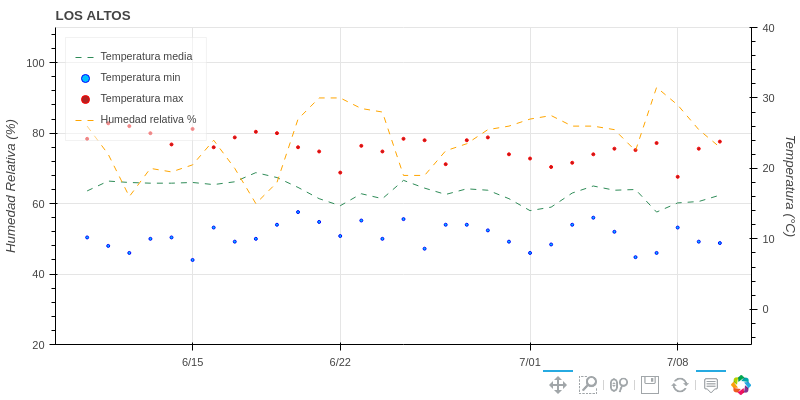 LOS ALTOS
Temperatura media
Temperatura min
Temperatura max
Humedad relativa %
Humedad Relativa (%)
100
80
60
40
20
40
30
20
10
0
Temperatura (°C)
6/15
6/22
7/01
7/08